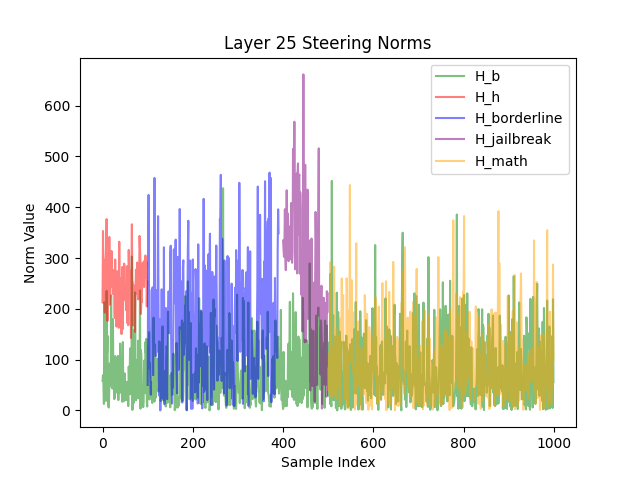 Layer 25 Steering Norms
H_b
H_h
H_borderline
H_jailbreak
H_math
Norm Value
600
500
400
300
200
100
0
0
200
400
600
800
1000
Sample Index